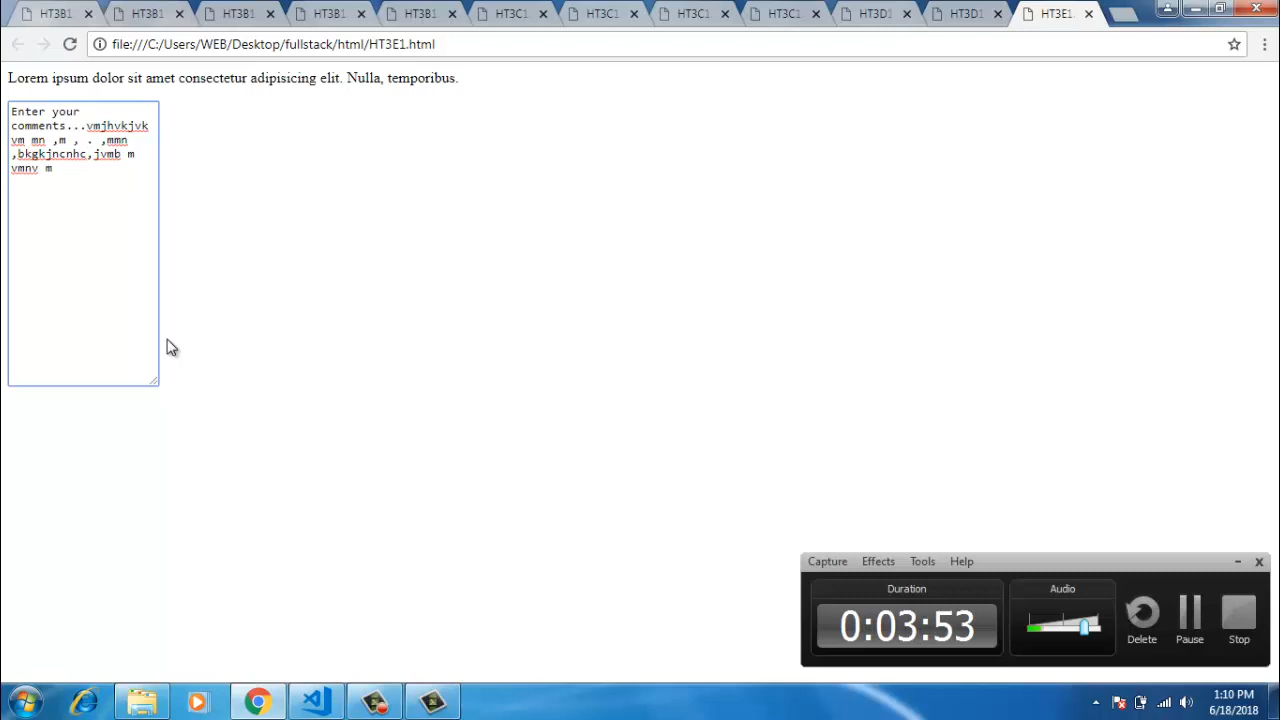 HT3B1 HT3B1 HT3B1 HT3B1 HT3B1 HT3C1 HT3C1 HT3C1 HT3C1 HT3D1 HT3D1 HT3E1
file:///C:/Users/WEB/Desktop/fullstack/html/HT3E1.html
Lorem ipsum dolor sit amet consectetur adipisicing elit. Nulla, temporibus.
Enter your
comments...vmjhvkjvk
vm mn ,m , . ,mmn
,bkgkjncnhc,jvmb m
vmnv m
Capture Effects Tools Help
Duration Audio
0:03:53
Delete Pause Stop
1:10 PM
6/18/2018